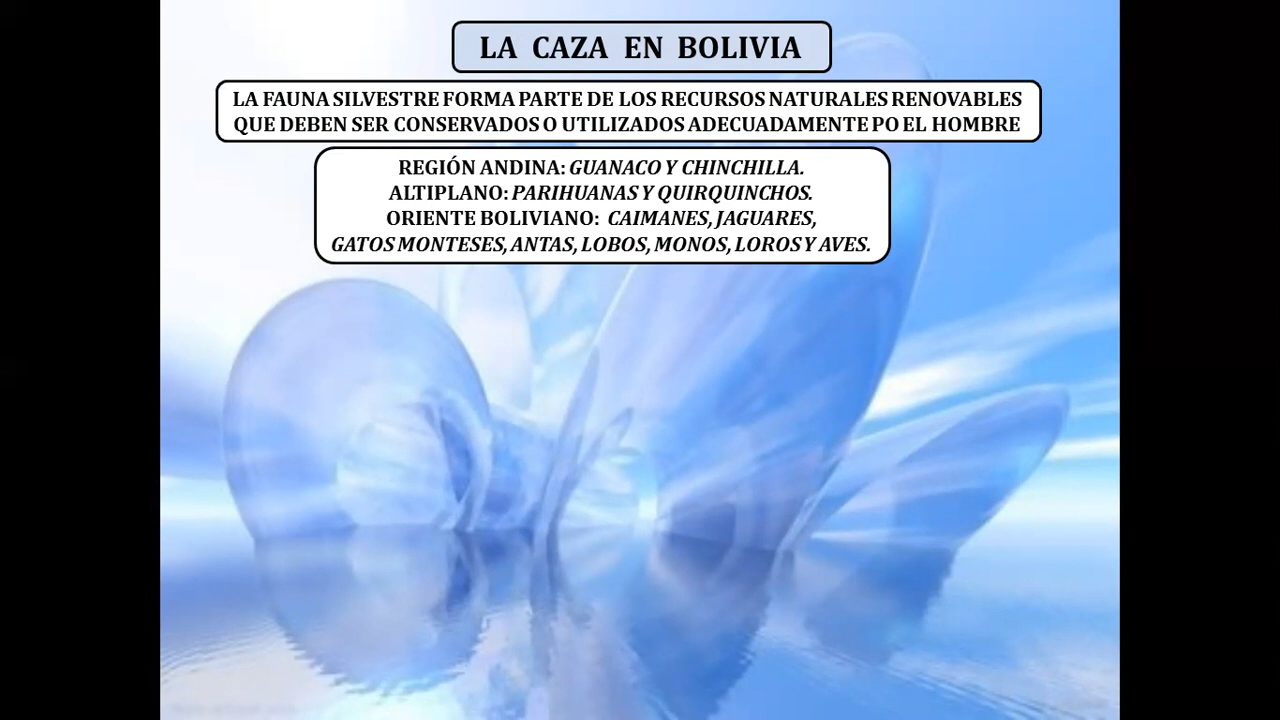 LA CAZA EN BOLIVIA
LA FAUNA SILVESTRE FORMA PARTE DE LOS RECURSOS NATURALES RENOVABLES
QUE DEBEN SER CONSERVADOS O UTILIZADOS ADECUADAMENTE PO EL HOMBRE
REGIÓN ANDINA: GUANACO Y CHINCHILLA.
ALTIPLANO: PARIHUANAS Y QUIRQUINCHOS.
ORIENTE BOLIVIANO: CAIMANES, JAGUARES,
GATOS MONTESES, ANTAS, LOBOS, MONOS, LOROS Y AVES.